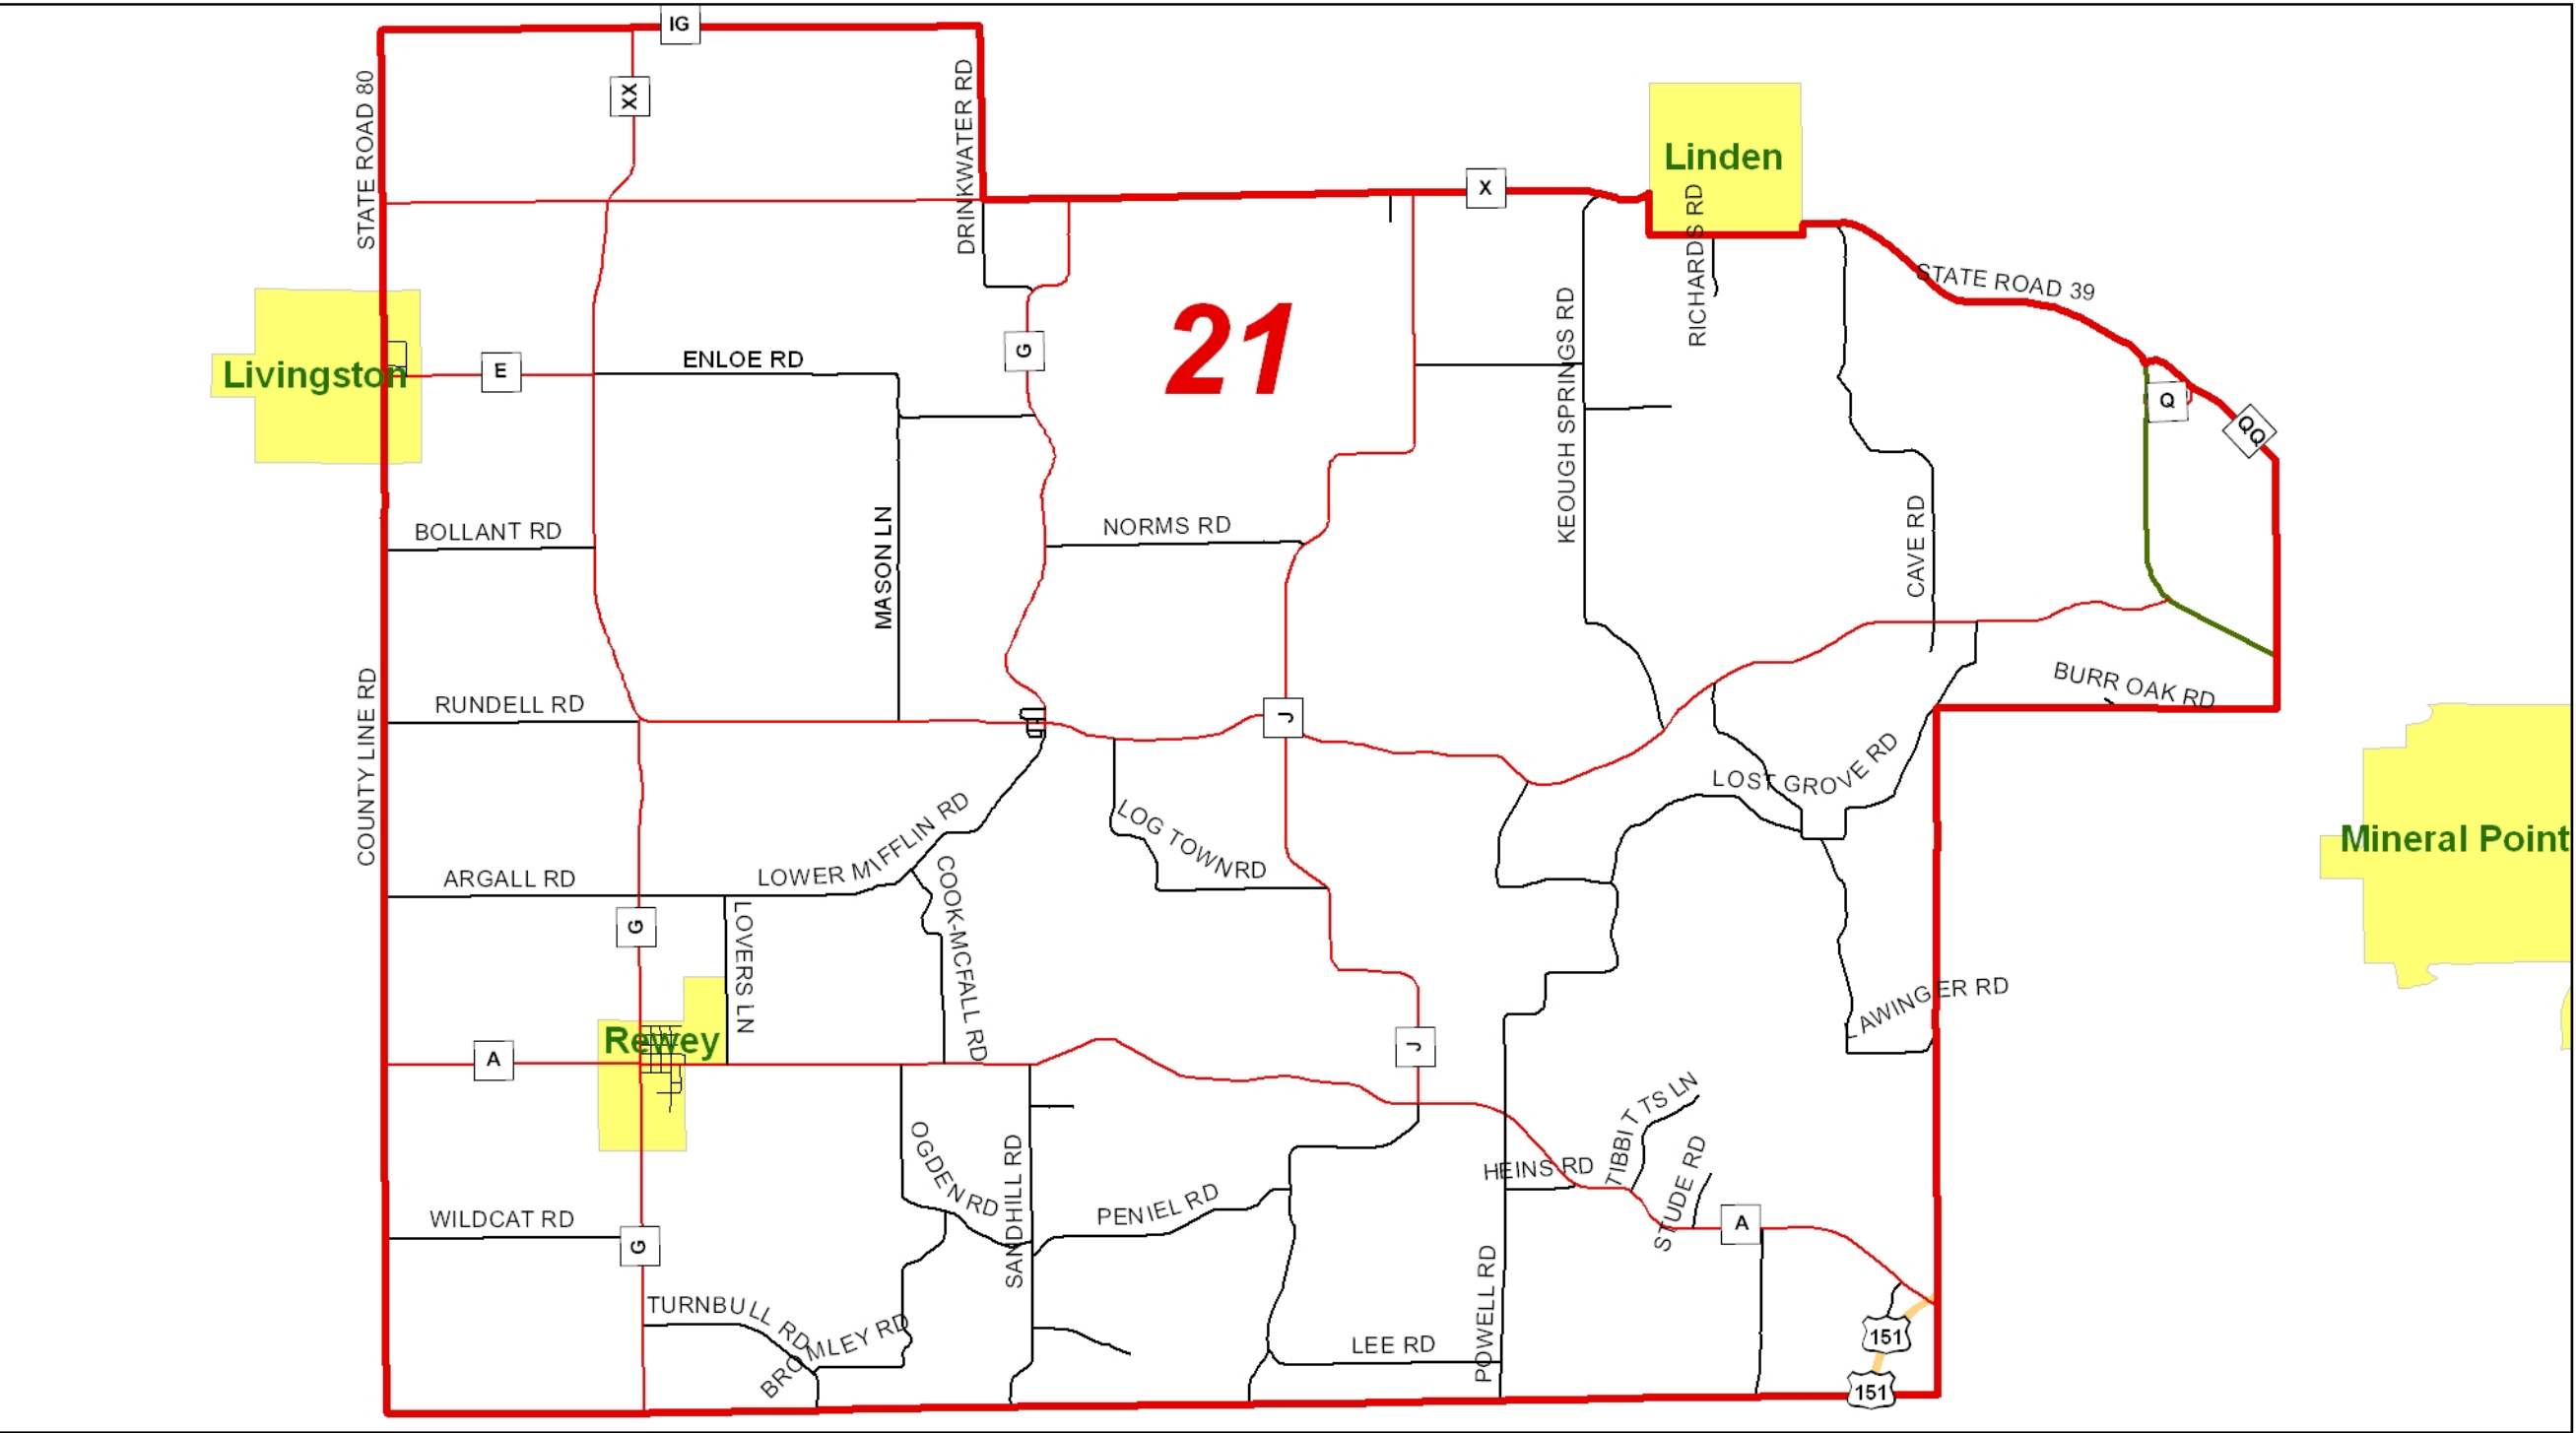 IG
XX
STATE ROAD 80
DRINKWATER RD
X
Linden
RICHARDS RD
STATE ROAD 39
Livingston
E
ENLOE RD
G
21
KEOUGH SPRINGS RD
Q
QQ
BOLLANT RD
MASON LN
NORMS RD
CAVE RD
COUNTY LINE RD
RUNDELL RD
J
BURR OAK RD
LOST GROVE RD
Mineral Point
LOWER MIFFLIN RD
LOG TOWN RD
ARGALL RD
G
LOVERS LN
COOK-MCFALL RD
LAWINGER RD
Rewey
A
J
OGDEN RD
SANDHILL RD
PENIEL RD
HEINS RD
TIBBITTS LN
STUDE RD
A
WILDCAT RD
G
TURNBULL RD
BROMLEY RD
LEE RD
POWELL RD
151
151